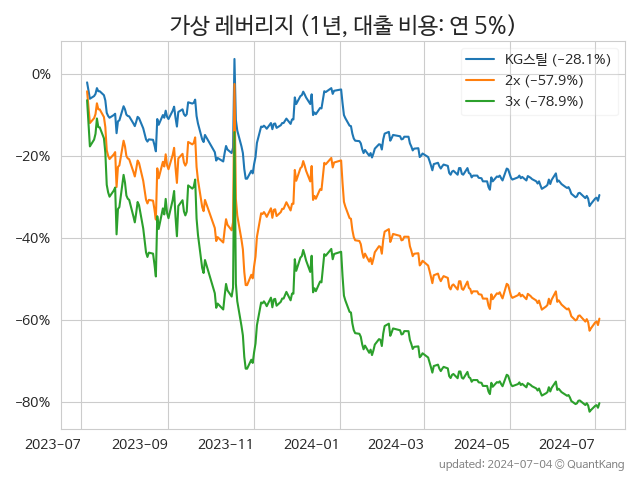 가상 레버리지 (1년, 대출 비용: 연 5%)
KG스틸 (−28.1%)
2x (−57.9%)
3x (−78.9%)
0%
−20%
−40%
−60%
−80%
2023-07 2023-09 2023-11 2024-01 2024-03 2024-05 2024-07
updated: 2024-07-04 © QuantKang